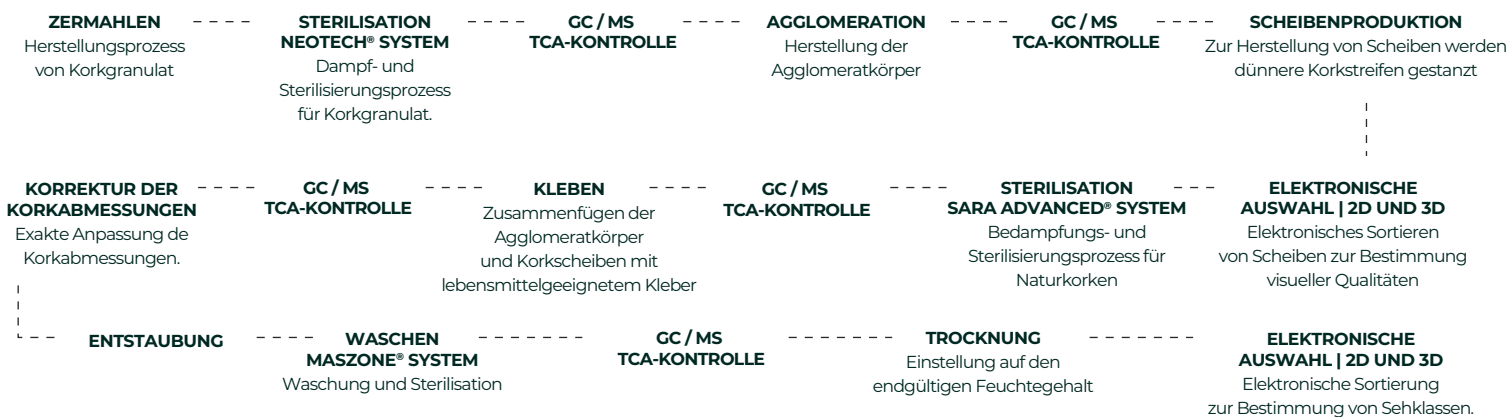 ZERMAHLEN
Herstellungsprozess
von Korkgranulat
STERILISATION
NEOTECH® SYSTEM
Dampf- und
Sterilisierungsprozess
für Korkgranulat.
GC / MS
TCA-KONTROLLE
AGGLOMERATION
Herstellung der
Agglomeratkörper
GC / MS
TCA-KONTROLLE
SCHEIBENPRODUKTION
Zur Herstellung von Scheiben werden
dünnere Korkstreifen gestanzt
ELEKTRONISCHE
AUSWAHL | 2D UND 3D
Elektronisches Sortieren
von Scheiben zur Bestimmung
visueller Qualitäten
STERILISATION
SARA ADVANCED® SYSTEM
Bedampfungs- und
Sterilisierungsprozess für
Naturkorken
GC / MS
TCA-KONTROLLE
KLEBEN
Zusammenfügen der
Agglomeratkörper
und Korkscheiben mit
lebensmittelgeeignetem Kleber
GC / MS
TCA-KONTROLLE
KORREKTUR DER
KORKABMESSUNGEN
Exakte Anpassung de
Korkabmessungen.
ENTSTAUBUNG
WASCHEN
MASZONE® SYSTEM
Waschung und Sterilisation
GC / MS
TCA-KONTROLLE
TROCKNUNG
Einstellung auf den
endgültigen Feuchtegehalt
ELEKTRONISCHE
AUSWAHL | 2D UND 3D
Elektronische Sortierung
zur Bestimmung von Sehklassen.